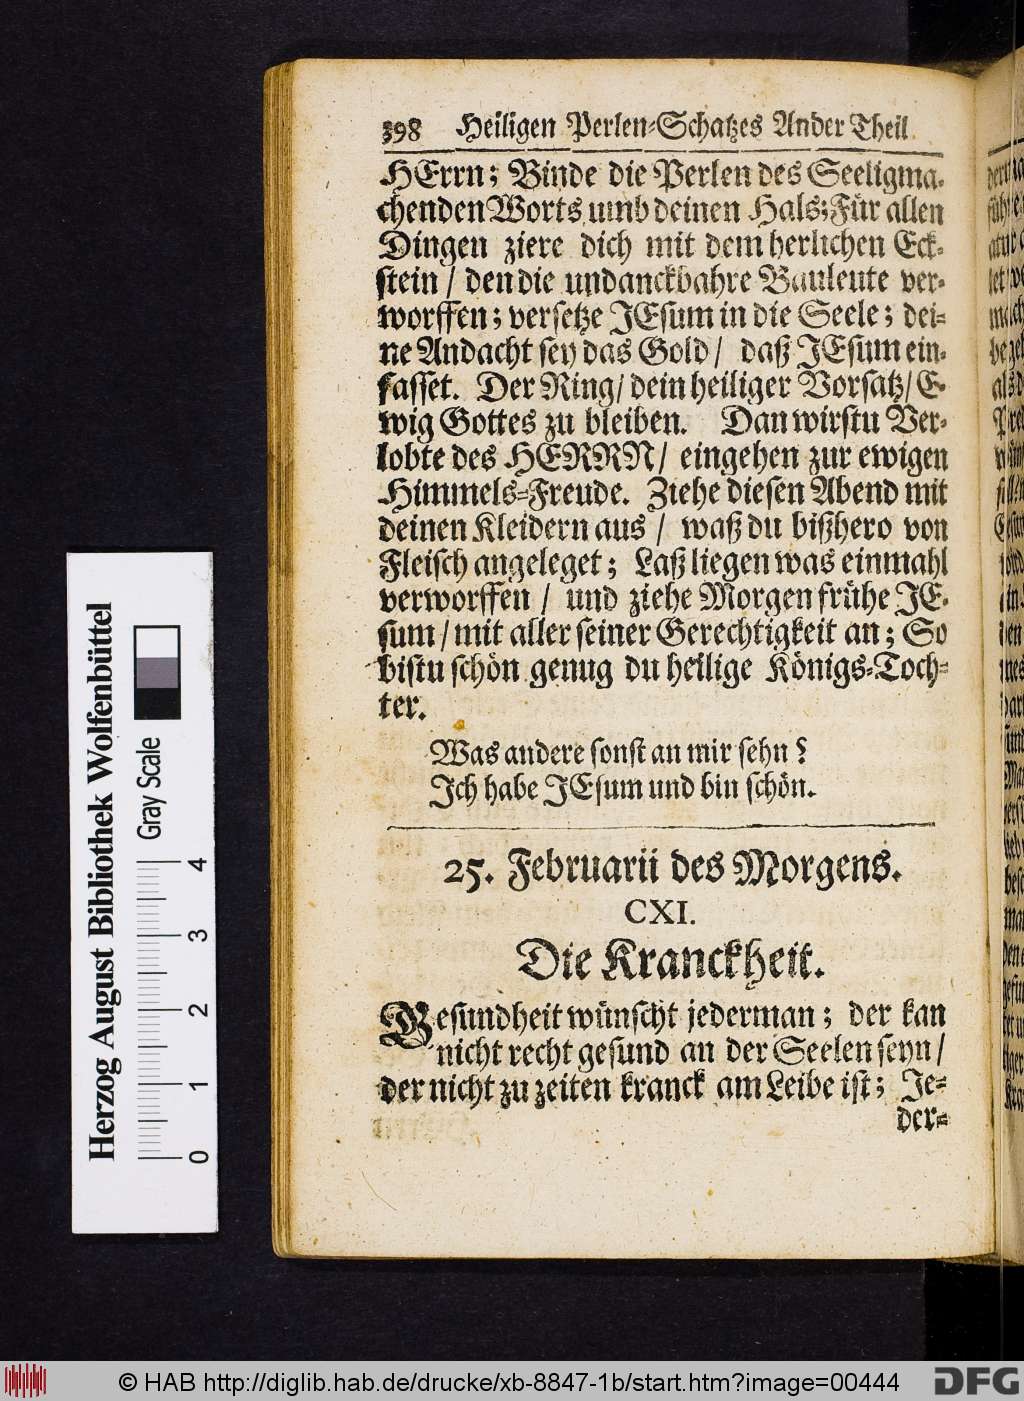 398 Heiligen Perlen-Schatzes Ander Theil
HErrn; Binde die Perlen des Seeligma-
chenden Worts umb deinen Hals; Für allen
Dingen ziere dich mit dem herlichen Eck-
stein / den die undanckbahre Bauleute ver-
worffen; versetze JEsum in die Seele; dei-
ne Andacht sey das Gold / daß JEsum ein-
fasset. Der Ring / dein heiliger Vorsatz / E-
wig Gottes zu bleiben. Dan wirstu Ver-
lobte des HERRN / eingehen zur ewigen
Himmels-Freude. Ziehe diesen Abend mit
deinen Kleidern aus / waß du bißhero von
Fleisch angeleget; Laß liegen was einmahl
verworffen / und ziehe Morgen frühe JE-
sum / mit aller seiner Gerechtigkeit an; So
bistu schön genug du heilige Königs-Toch-
ter.
Was andere sonst an mir sehn?
Ich habe JEsum und bin schön.
25. Februarii des Morgens.
CXI.
Die Kranckheit.
Gesundheit wünscht jederman; der kan
nicht recht gesund an der Seelen seyn /
der nicht zu zeiten kranck am Leibe ist; Je-
der-
Herzog August Bibliothek Wolfenbüttel
Gray Scale
0 1 2 3 4
© HAB http://diglib.hab.de/drucke/xb-8847-1b/start.htm?image=00444
DFG